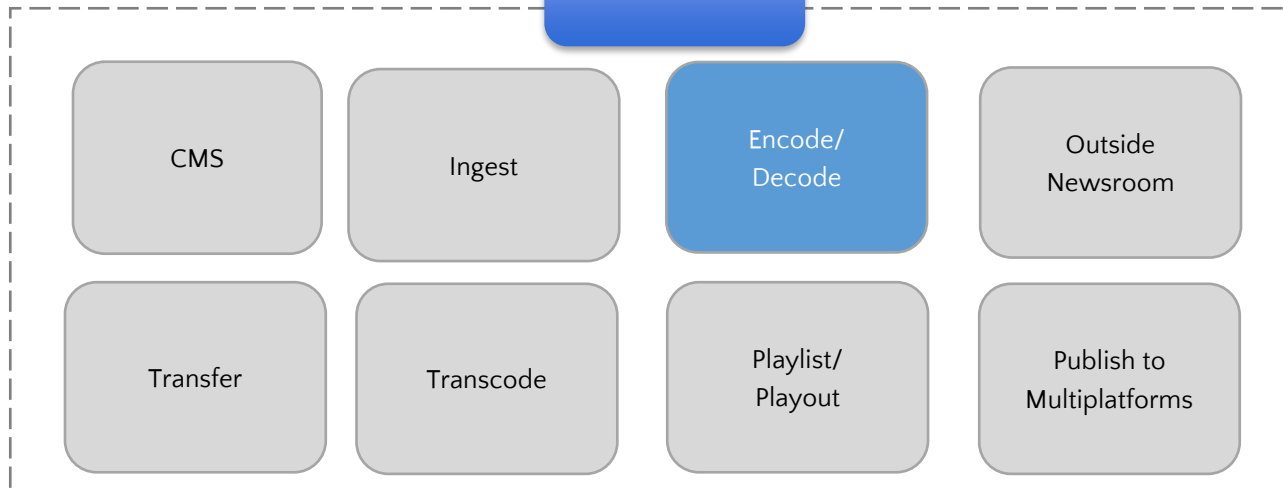 CMS
Ingest
Encode/
Decode
Outside
Newsroom
Transfer
Transcode
Playlist/
Playout
Publish to
Multiplatforms